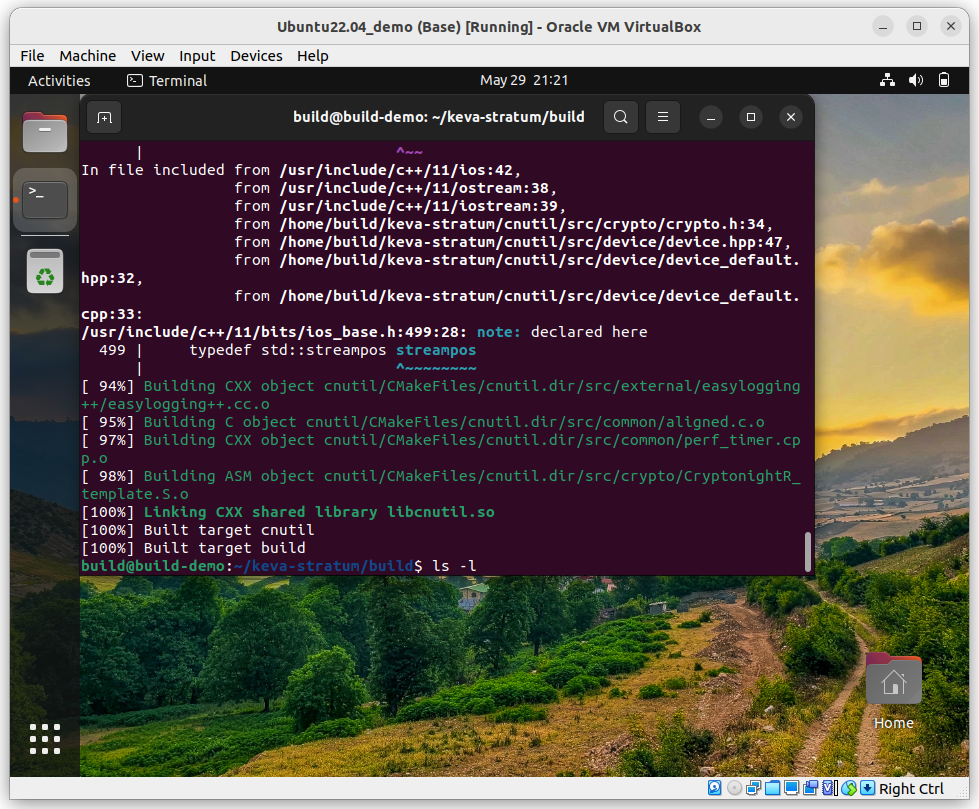 Ubuntu22.04_demo (Base) [Running] - Oracle VM VirtualBox
File Machine View Input Devices Help
Activities Terminal May 29 21:21
build@build-demo: ~/keva-stratum/build
| ^~~
In file included from /usr/include/c++/11/ios:42,
from /usr/include/c++/11/ostream:38,
from /usr/include/c++/11/iostream:39,
from /home/build/keva-stratum/cnutil/src/crypto/crypto.h:34,
from /home/build/keva-stratum/cnutil/src/device/device.hpp:47,
from /home/build/keva-stratum/cnutil/src/device/device_default.
hpp:32,
from /home/build/keva-stratum/cnutil/src/device/device_default.
cpp:33:
/usr/include/c++/11/bits/ios_base.h:499:28: note: declared here
499 | typedef std::streampos streampos
| ^~~~~~~~~
[ 94%] Building CXX object cnutil/CMakeFiles/cnutil.dir/src/external/easylogging
++/easylogging++.cc.o
[ 95%] Building C object cnutil/CMakeFiles/cnutil.dir/src/common/aligned.c.o
[ 97%] Building CXX object cnutil/CMakeFiles/cnutil.dir/src/common/perf_timer.cp
p.o
[ 98%] Building ASM object cnutil/CMakeFiles/cnutil.dir/src/crypto/CryptonightR_
template.S.o
[100%] Linking CXX shared library libcnutil.so
[100%] Built target cnutil
[100%] Built target build
build@build-demo:~/keva-stratum/build$ ls -l
Home
Right Ctrl